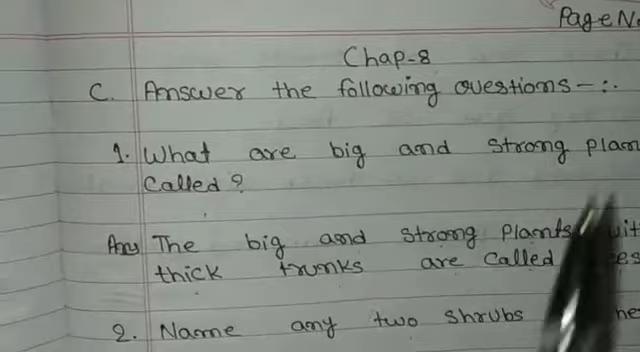 Page N
Chap-8
C. Answer the following questions -:.
1. What are big and strong plan
called?
Ans The big and strong plants wit
thick trunks are called
2. Name any two shrubs